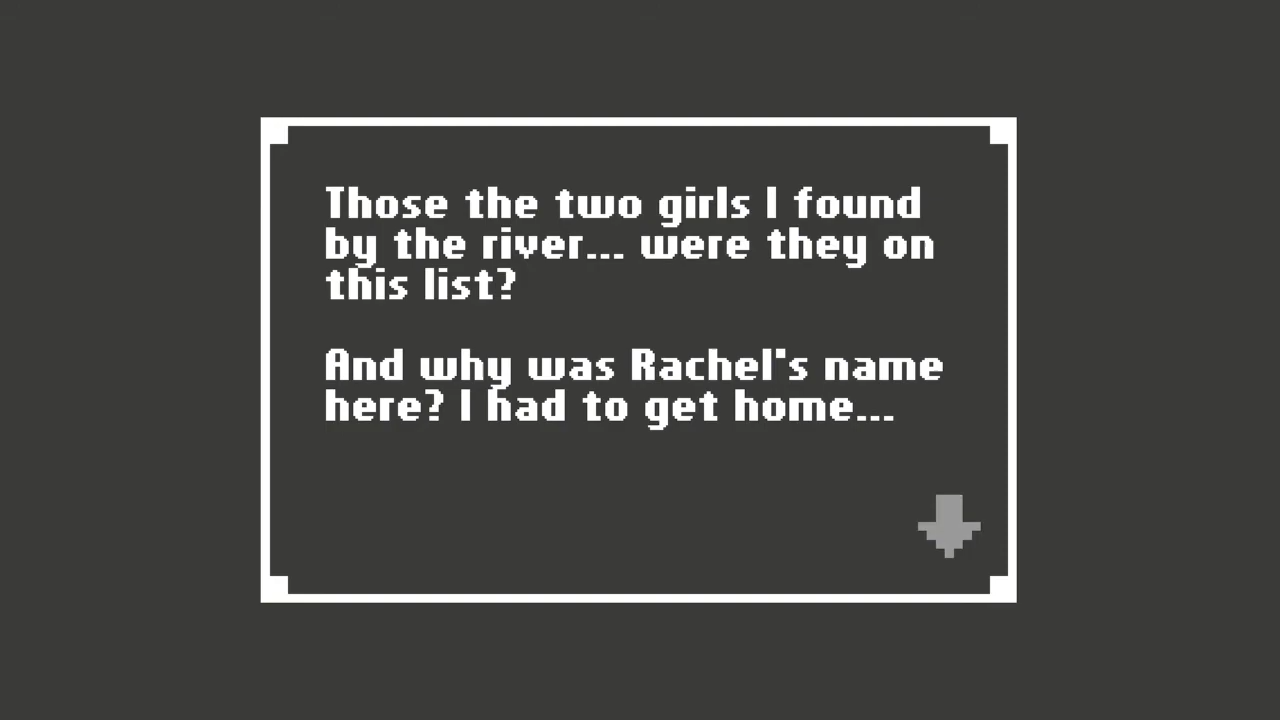 Those the two girls I found
by the river... were they on
this list?
And why was Rachel's name
here? I had to get home...